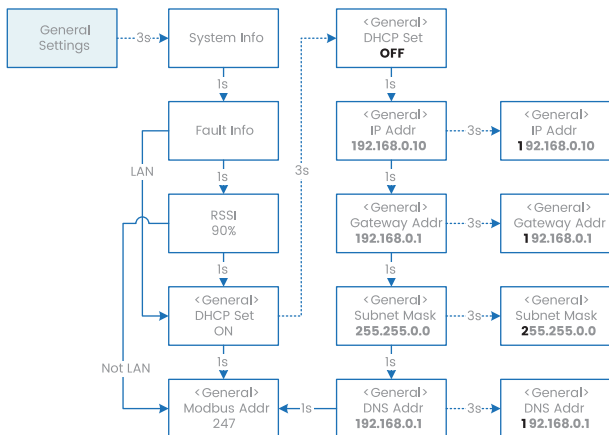 General
Settings
3s
System Info
1s
Fault Info
LAN
1s
RSSI
90%
1s
<General>
DHCP Set
ON
Not LAN
1s
<General>
Modbus Addr
247
3s
<General>
DHCP Set
OFF
1s
<General>
IP Addr
192.168.0.10
3s
<General>
IP Addr
192.168.0.10
1s
<General>
Gateway Addr
192.168.0.1
3s
<General>
Gateway Addr
192.168.0.1
1s
<General>
Subnet Mask
255.255.0.0
3s
<General>
Subnet Mask
255.255.0.0
1s
1s
<General>
DNS Addr
192.168.0.1
3s
<General>
DNS Addr
192.168.0.1